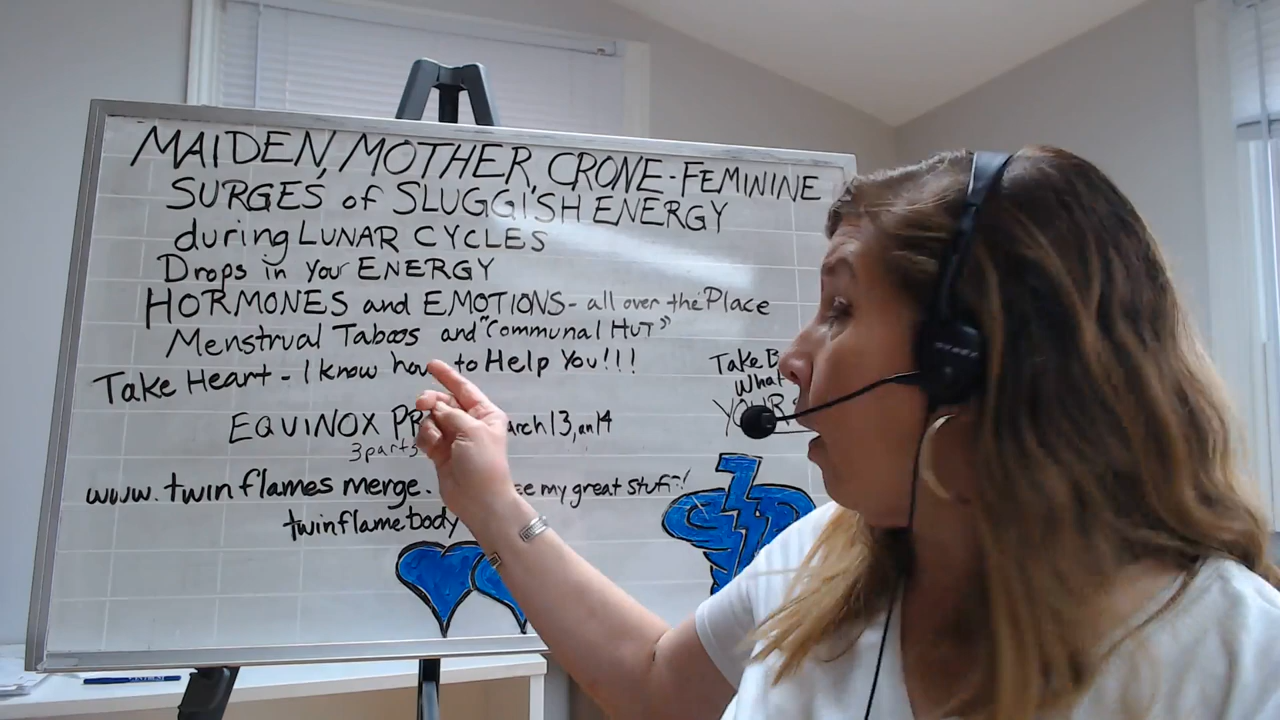 MAIDEN, MOTHER, CRONE - FEMININE
SURGES of SLUGGISH ENERGY
during LUNAR CYCLES
Drops in Your ENERGY
HORMONES and EMOTIONS - all over the Place
Menstrual Taboos and "Communal HUT"
Take Heart - I know how to Help You!!!
Take
What
EQUINOX
3 parts
www.twinflames merge. my great stuff!
twinflamebody